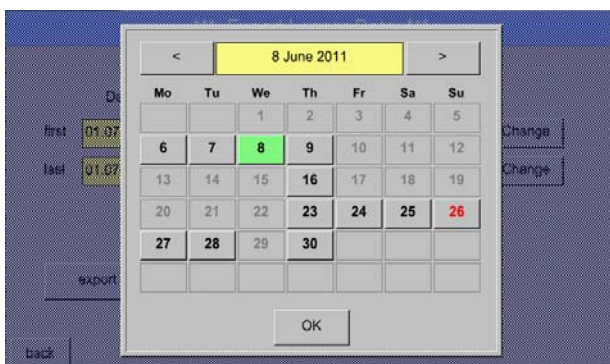 < 8 June 2011 >
Mo Tu We Th Fr Sa Su
1 2 3 4 5
6 7 8 9 10 11 12
13 14 15 16 17 18 19
20 21 22 23 24 25 26
27 28 29 30
OK
first 01.07
Change
last 01.07
Change
export
back